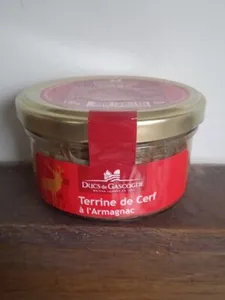 Ducs de Gascogne
Terrine de Cerf
à l'Armagnac